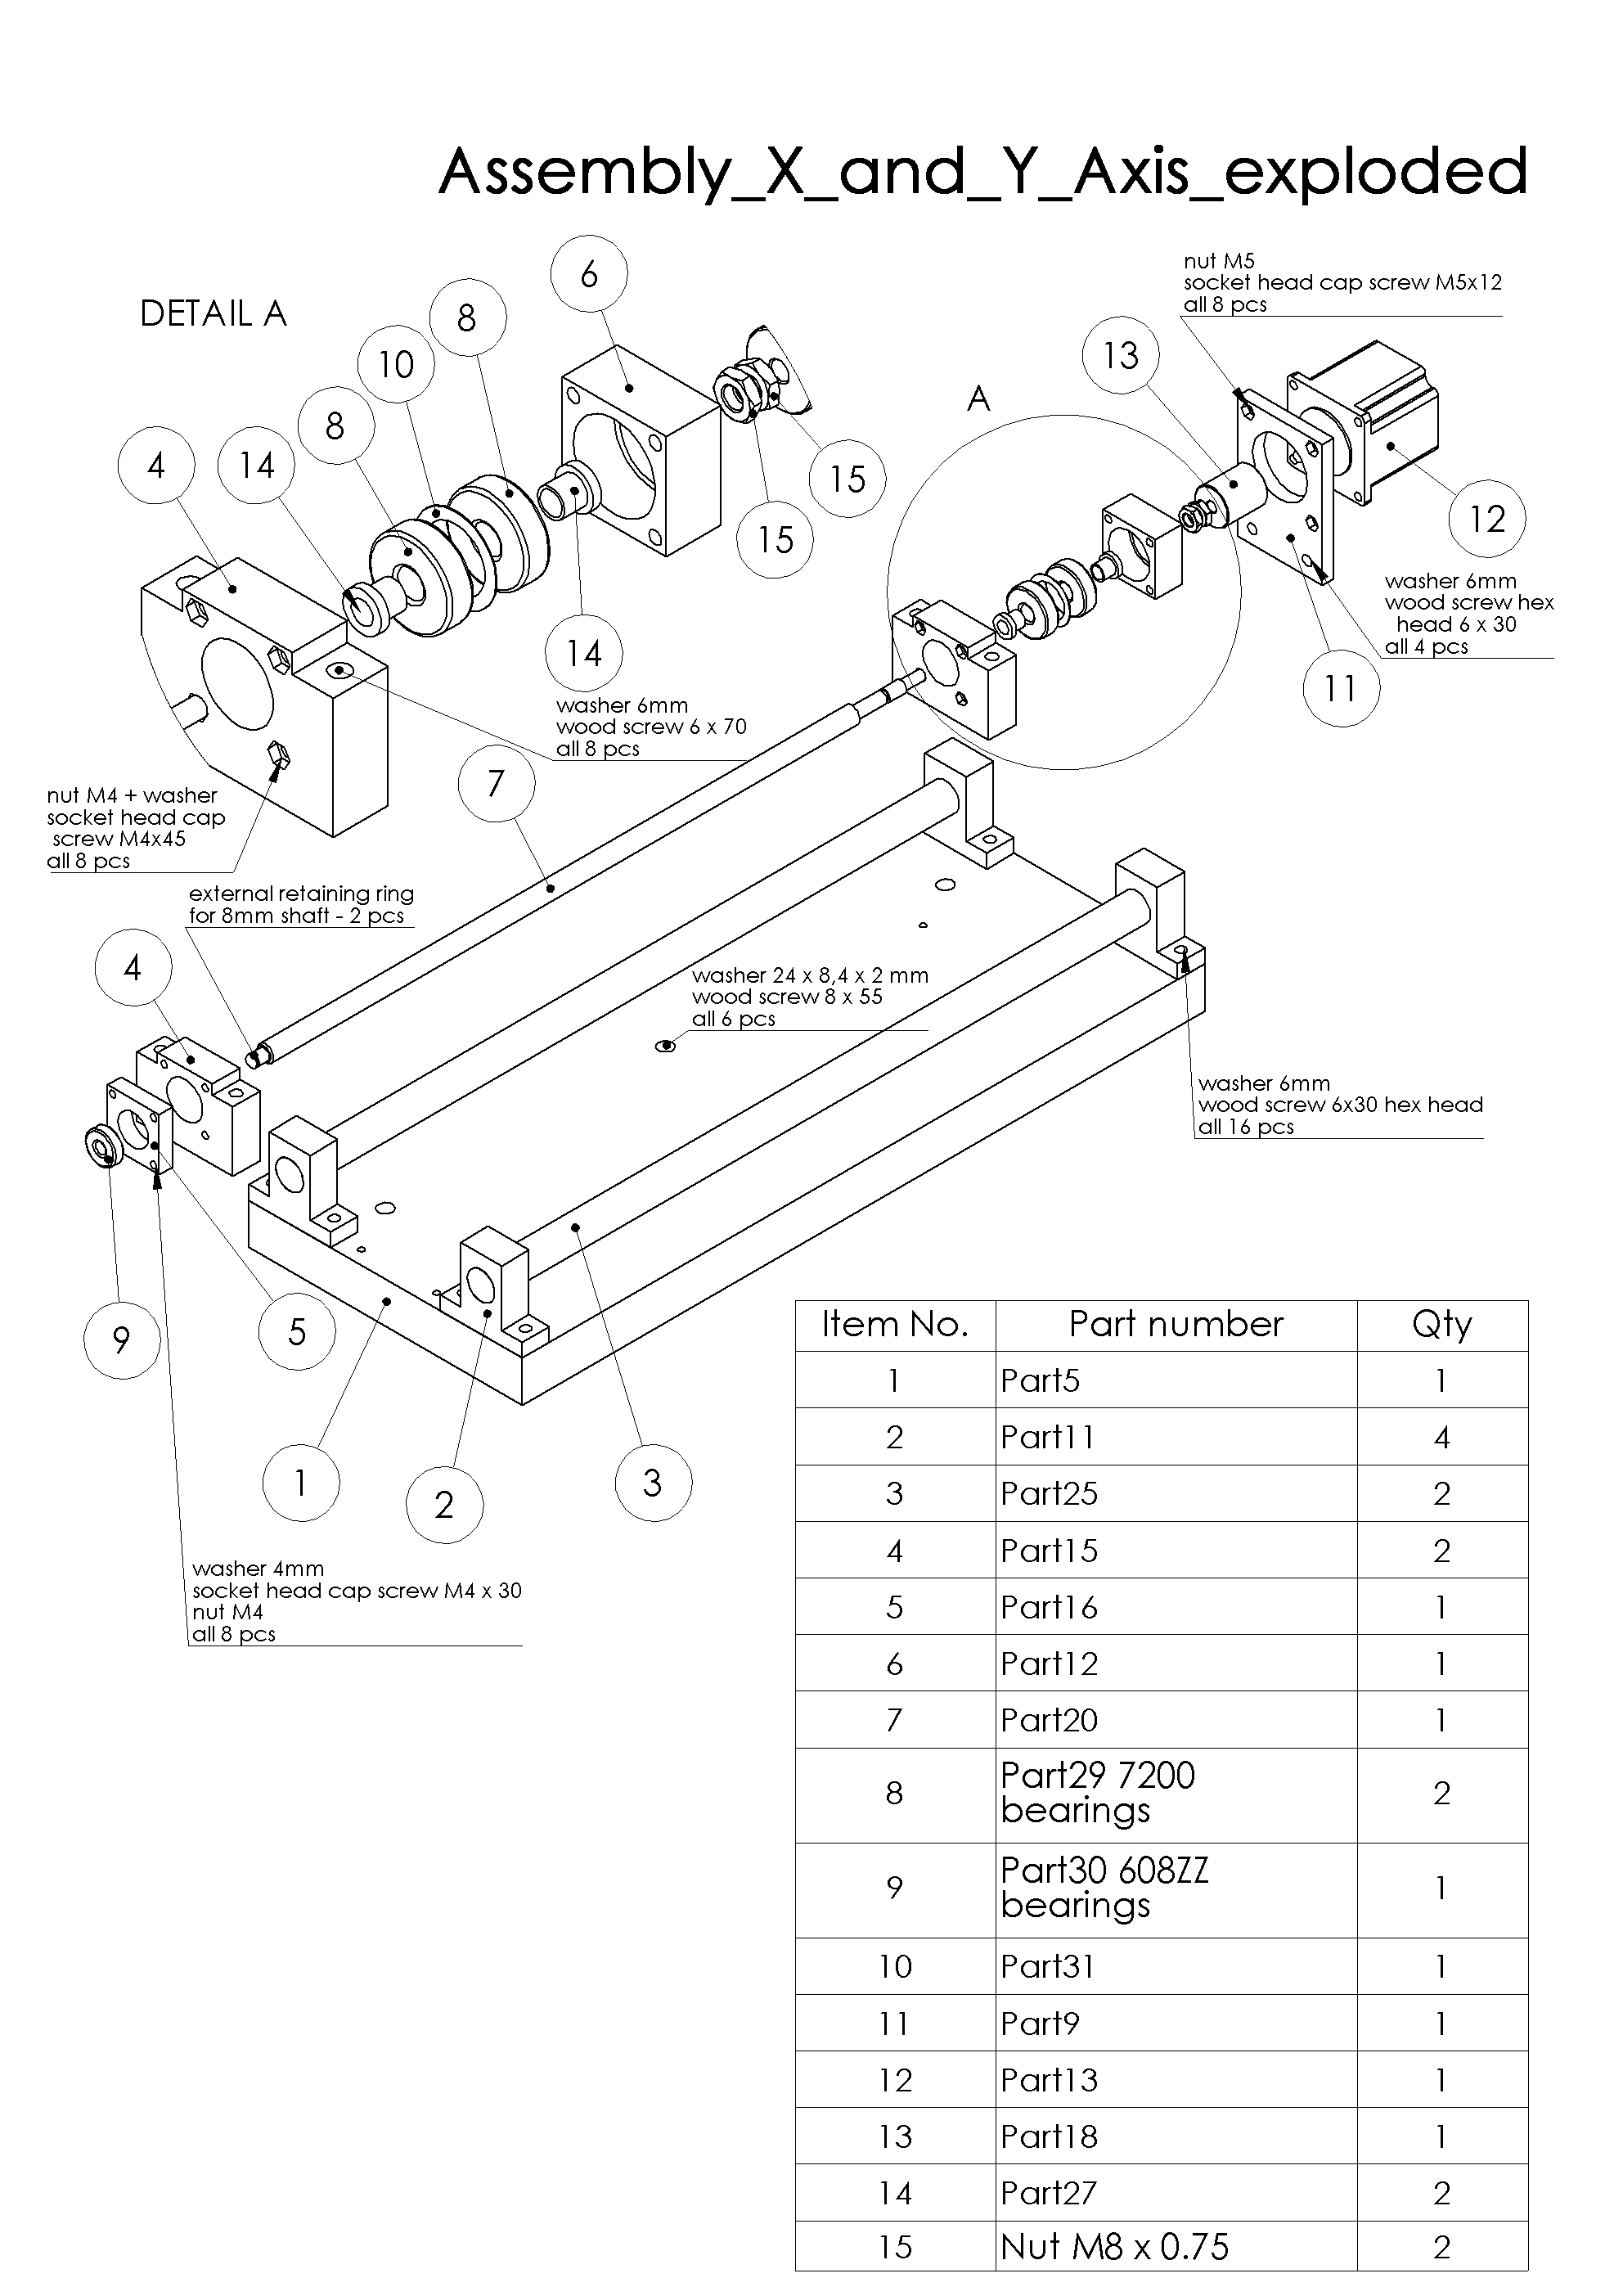 Assembly_X_and_Y_Axis_exploded
DETAIL A
6
8
10
8
4
14
15
15
14
nut M5
socket head cap screw M5x12
all 8 pcs
13
A
12
washer 6mm
wood screw hex
head 6 x 30
all 4 pcs
11
washer 6mm
wood screw 6 x 70
all 8 pcs
7
nut M4 + washer
socket head cap
screw M4x45
all 8 pcs
external retaining ring
for 8mm shaft - 2 pcs
4
washer 24 x 8,4 x 2 mm
wood screw 8 x 55
all 6 pcs
washer 6mm
wood screw 6x30 hex head
all 16 pcs
9
5
1
2
3
washer 4mm
socket head cap screw M4 x 30
nut M4
all 8 pcs
Item No. Part number Qty
1 Part5 1
2 Part11 4
3 Part25 2
4 Part15 2
5 Part16 1
6 Part12 1
7 Part20 1
8 Part29 7200 2
bearings
9 Part30 608ZZ 1
bearings
10 Part31 1
11 Part9 1
12 Part13 1
13 Part18 1
14 Part27 2
15 Nut M8 x 0.75 2